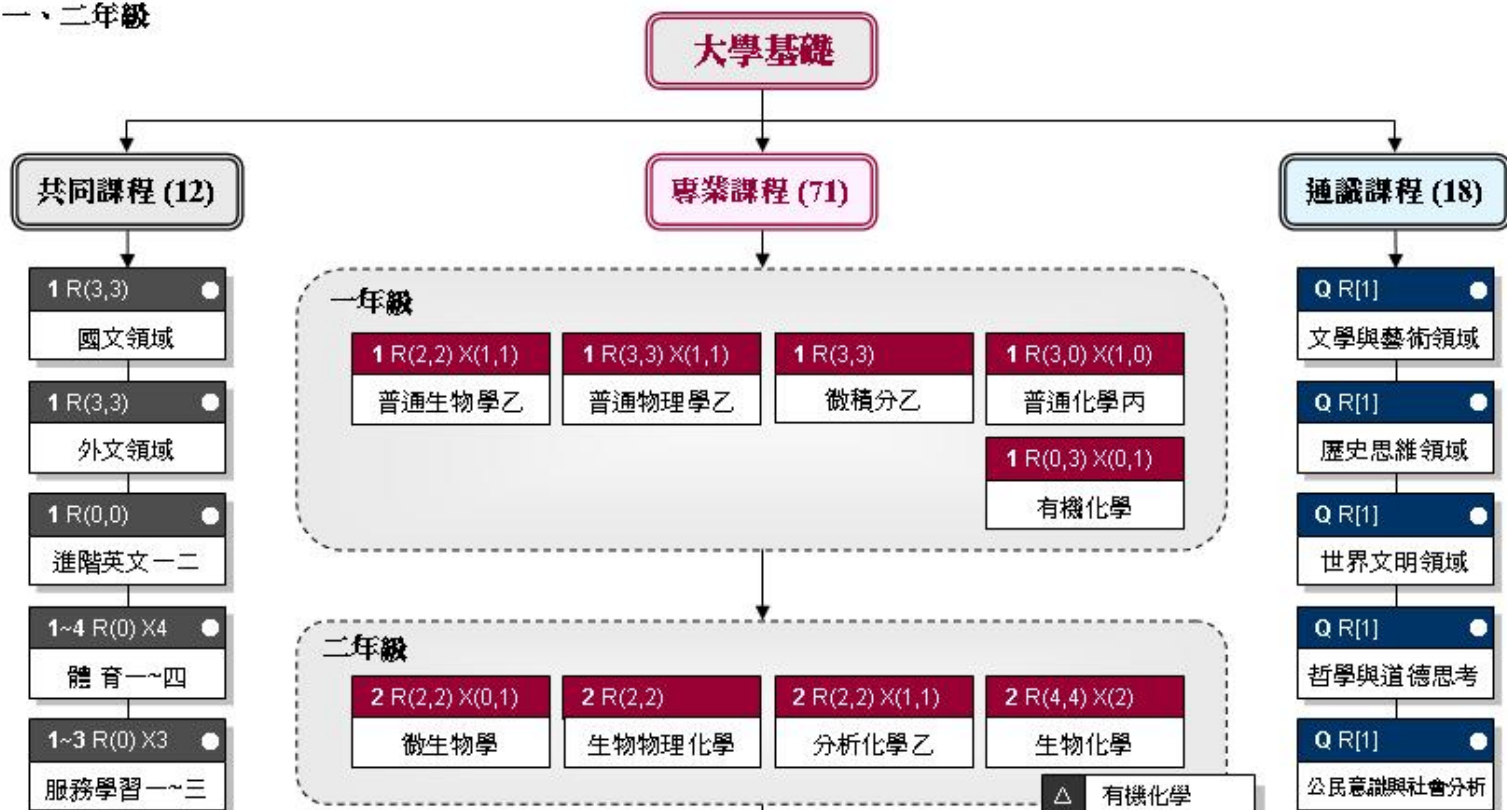 一、二年級
大學基礎
共同課程 (12)
專業課程 (71)
通識課程 (18)
1 R(3,3)
國文領域
1 R(3,3)
外文領域
1 R(0,0)
進階英文一二
1~4 R(0) X4
體 育一~四
1~3 R(0) X3
服務學習一~三
一年級
1 R(2,2) X(1,1)
普通生物學乙
1 R(3,3) X(1,1)
普通物理學乙
1 R(3,3)
微積分乙
1 R(3,0) X(1,0)
普通化學丙
1 R(0,3) X(0,1)
有機化學
二年級
2 R(2,2) X(0,1)
微生物學
2 R(2,2)
生物物理化學
2 R(2,2) X(1,1)
分析化學乙
2 R(4,4) X(2)
生物化學
△ 有機化學
Q R[1]
文學與藝術領域
Q R[1]
歷史思維領域
Q R[1]
世界文明領域
Q R[1]
哲學與道德思考
Q R[1]
公民意識與社會分析